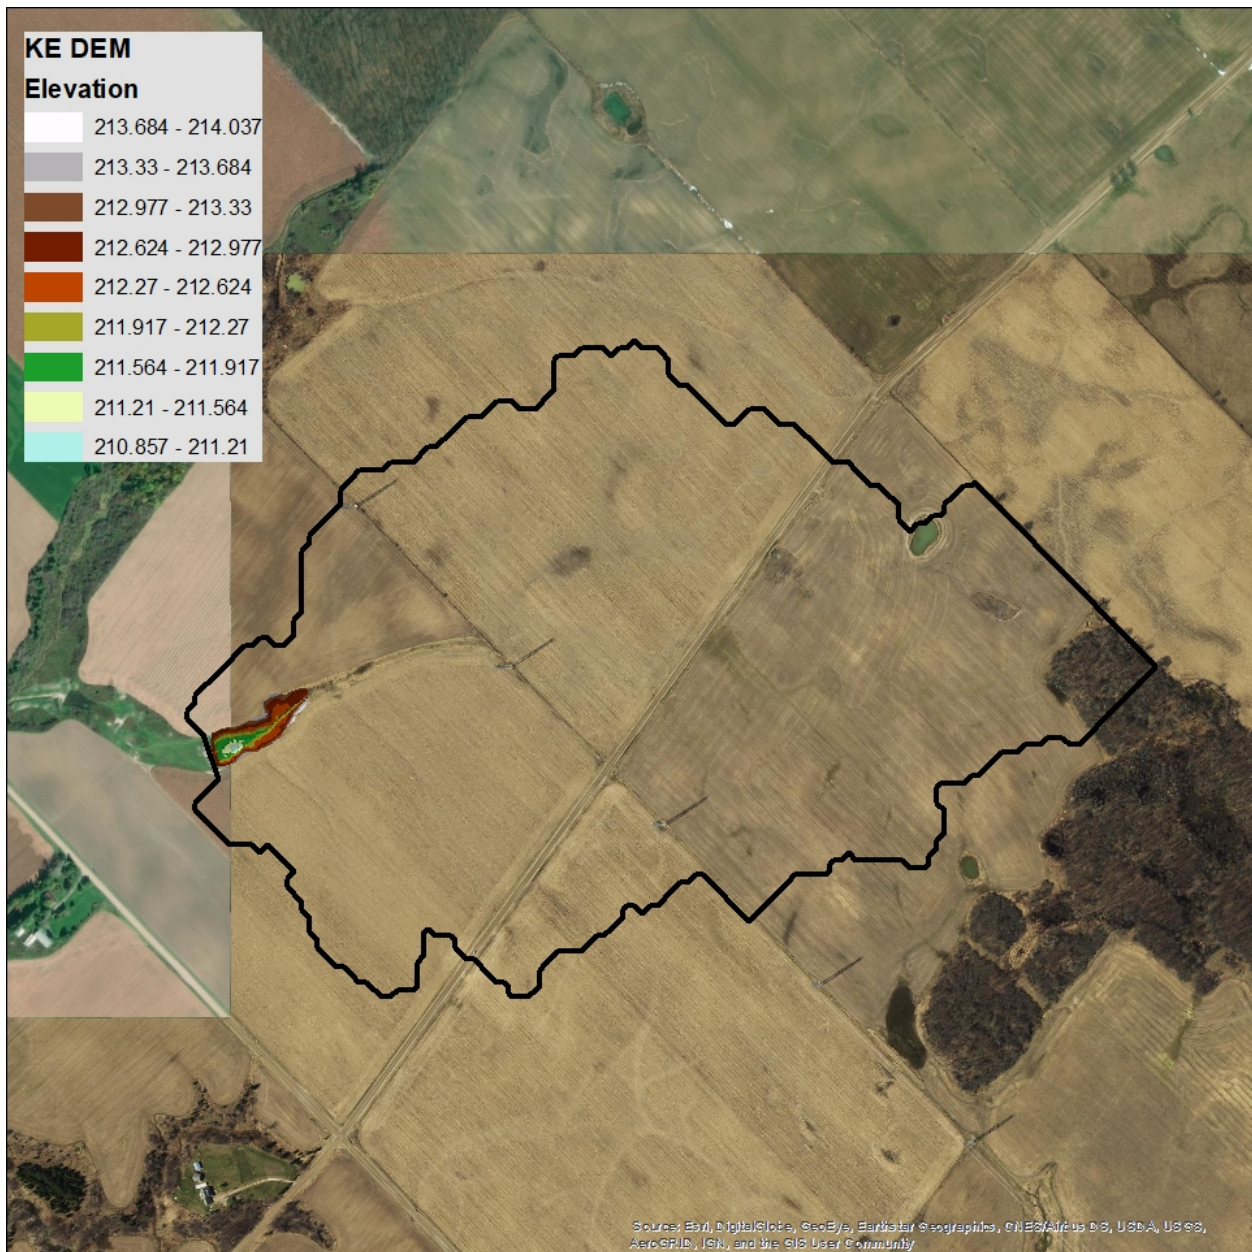 KE DEM
Elevation
213.684 - 214.037
213.33 - 213.684
212.977 - 213.33
212.624 - 212.977
212.27 - 212.624
211.917 - 212.27
211.564 - 211.917
211.21 - 211.564
210.857 - 211.21
Source: Esri, DigitalGlobe, GeoEye, Earthstar Geographics, CNES/Airbus DS, USDA, USGS,
AeroGRID, IGN, and the GIS User Community